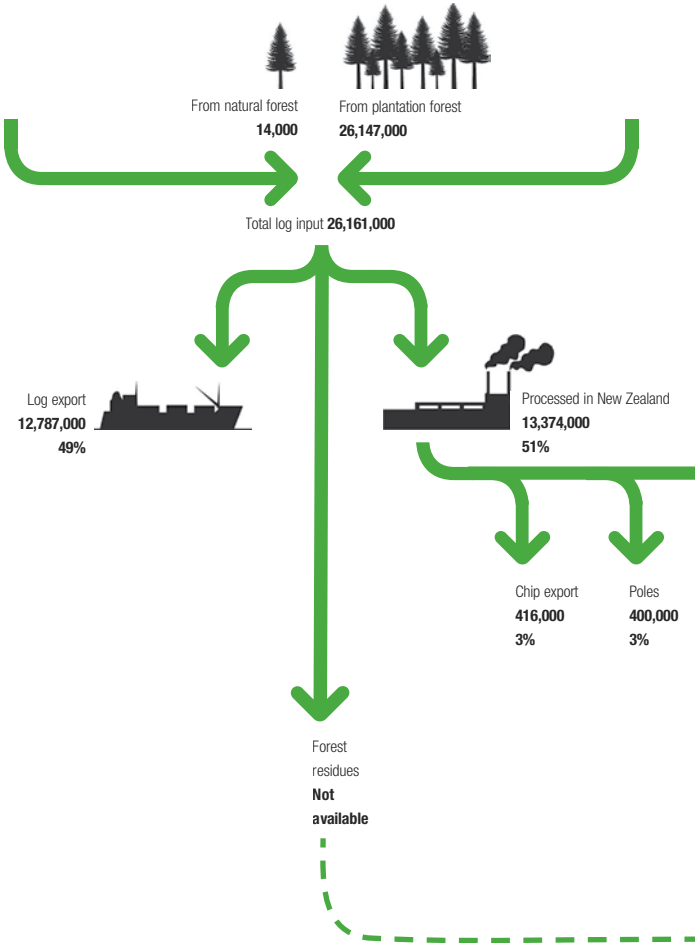 From natural forest
14,000
From plantation forest
26,147,000
Total log input 26,161,000
Log export
12,787,000
49%
Processed in New Zealand
13,374,000
51%
Chip export
416,000
3%
Poles
400,000
3%
Forest
residues
Not
available